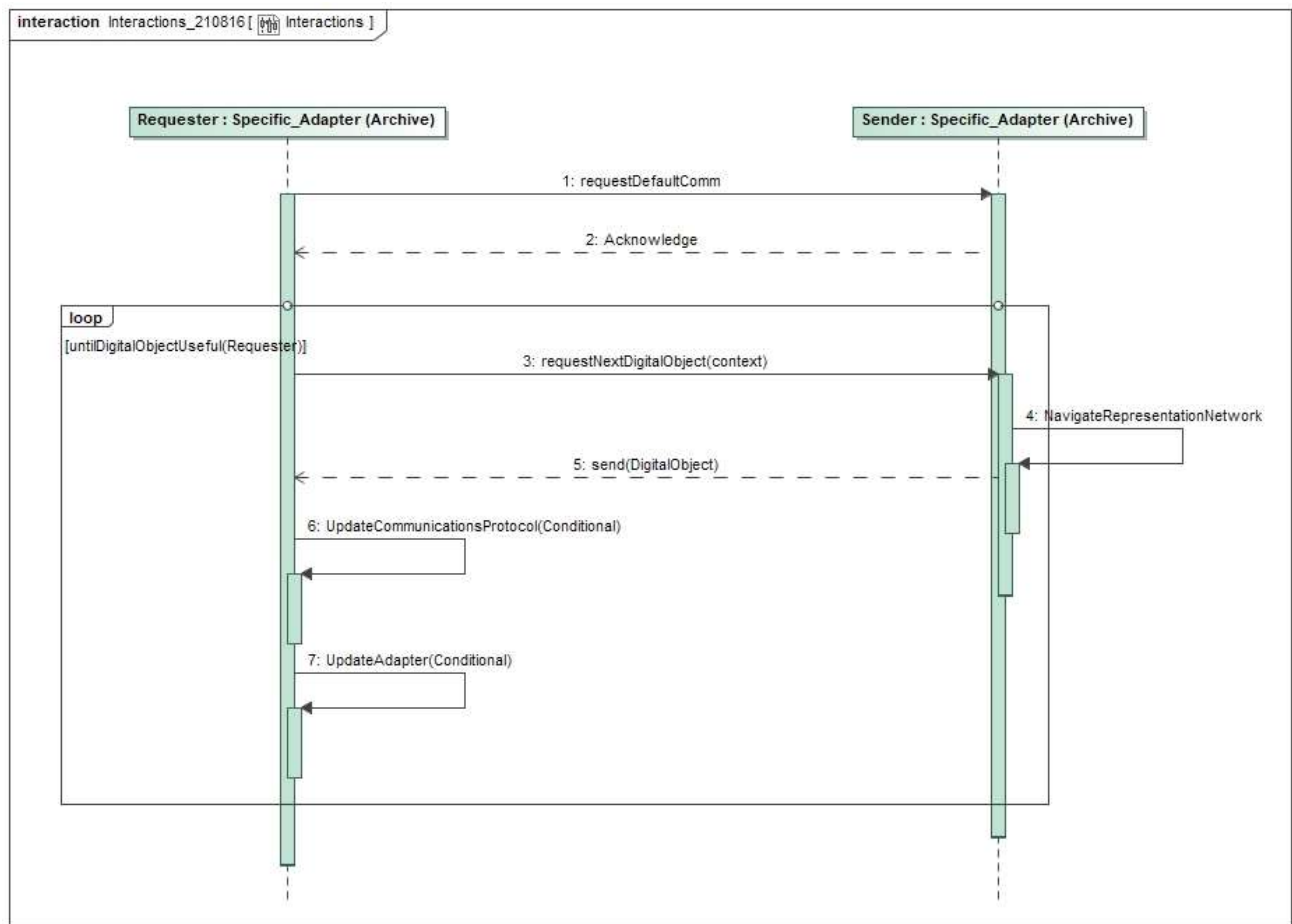 interaction Interactions_210816 [ Interactions ]
Requester : Specific_Adapter (Archive)
Sender : Specific_Adapter (Archive)
1: requestDefaultComm
2: Acknowledge
loop
[untilDigitalObjectUseful(Requester)]
3: requestNextDigitalObject(context)
4: NavigateRepresentationNetwork
5: send(DigitalObject)
6: UpdateCommunicationsProtocol(Conditional)
7: UpdateAdapter(Conditional)